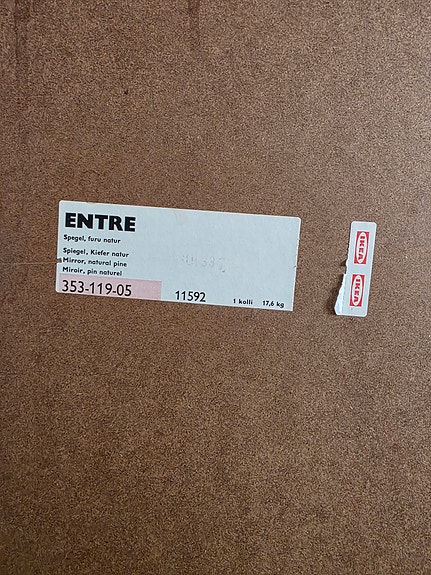 ENTRE
Spegel, furu natur
Spiegel, Kiefer natur
Mirror, natural pine
Miroir, pin naturel
353-119-05
11592
1 kolli 17,6 kg
IKEA
IKEA